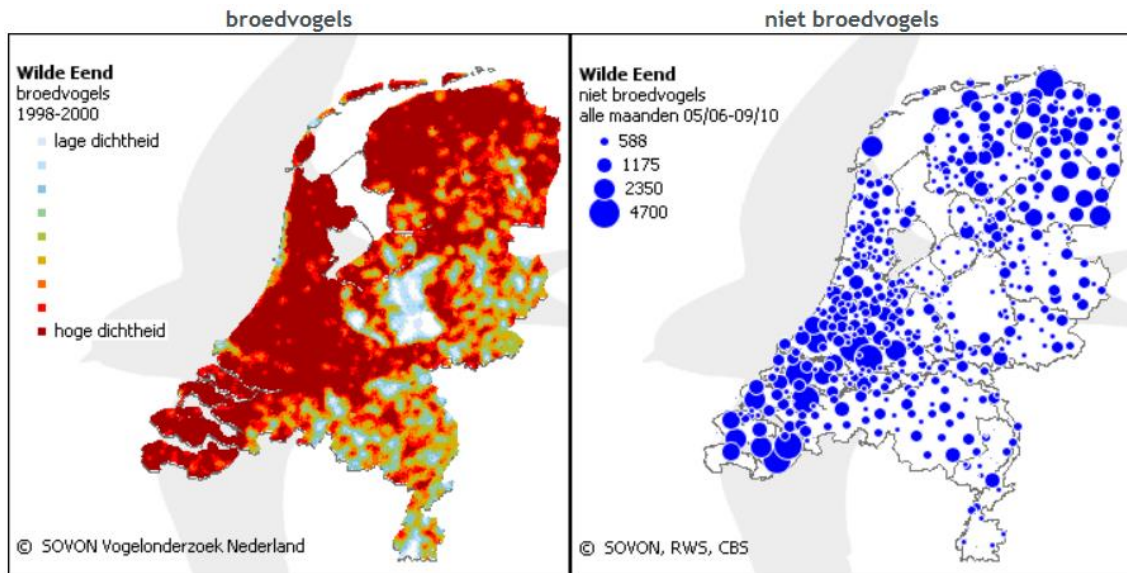 broedvogels
Wilde Eend
broedvogels
1998-2000
lage dichtheid
hoge dichtheid
© SOVON Vogelonderzoek Nederland
niet broedvogels
Wilde Eend
niet broedvogels
alle maanden 05/06-09/10
588
1175
2350
4700
© SOVON, RWS, CBS